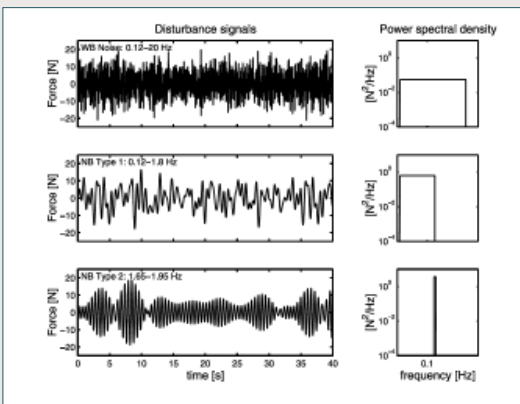 Disturbance signals
WB Noise: 0.12–20 Hz
Force [N]
20
10
0
−10
−20
NB Type 1: 0.12–1.8 Hz
Force [N]
20
10
0
−10
−20
NB Type 2: 1.65–1.95 Hz
Force [N]
20
10
0
−10
−20
0 5 10 15 20 25 30 35 40
time [s]
Power spectral density
[N²/Hz]
10⁰
10⁻²
10⁻⁴
[N²/Hz]
10⁰
10⁻²
10⁻⁴
[N²/Hz]
10⁰
10⁻²
10⁻⁴
0.1
frequency [Hz]